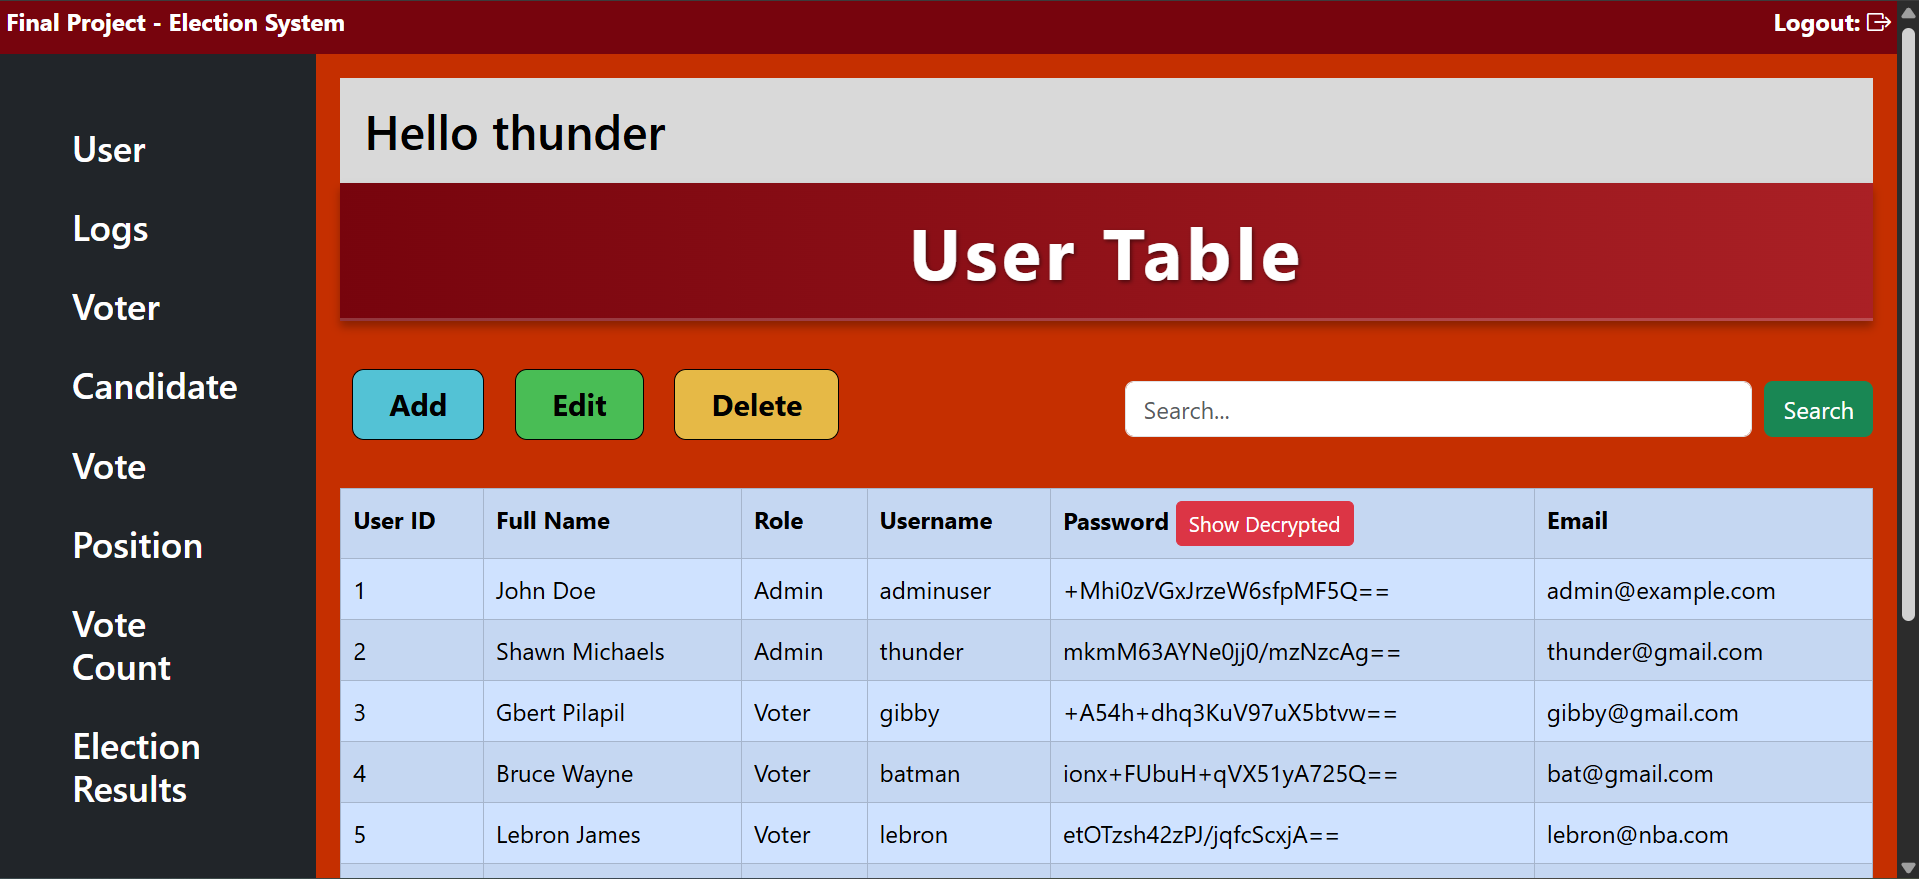 Final Project - Election System
Logout:
User
Logs
Voter
Candidate
Vote
Position
Vote
Count
Election
Results
Hello thunder
User Table
Add Edit Delete Search... Search
User ID Full Name Role Username Password Show Decrypted Email
1 John Doe Admin adminuser +Mhi0zVGxJrzeW6sfpMF5Q== admin@example.com
2 Shawn Michaels Admin thunder mkmM63AYNe0jj0/mzNzcAg== thunder@gmail.com
3 Gbert Pilapil Voter gibby +A54h+dhq3KuV97uX5btvw== gibby@gmail.com
4 Bruce Wayne Voter batman ionx+FUbuH+qVX51yA725Q== bat@gmail.com
5 Lebron James Voter lebron etOTzsh42zPJ/jqfcScxjA== lebron@nba.com